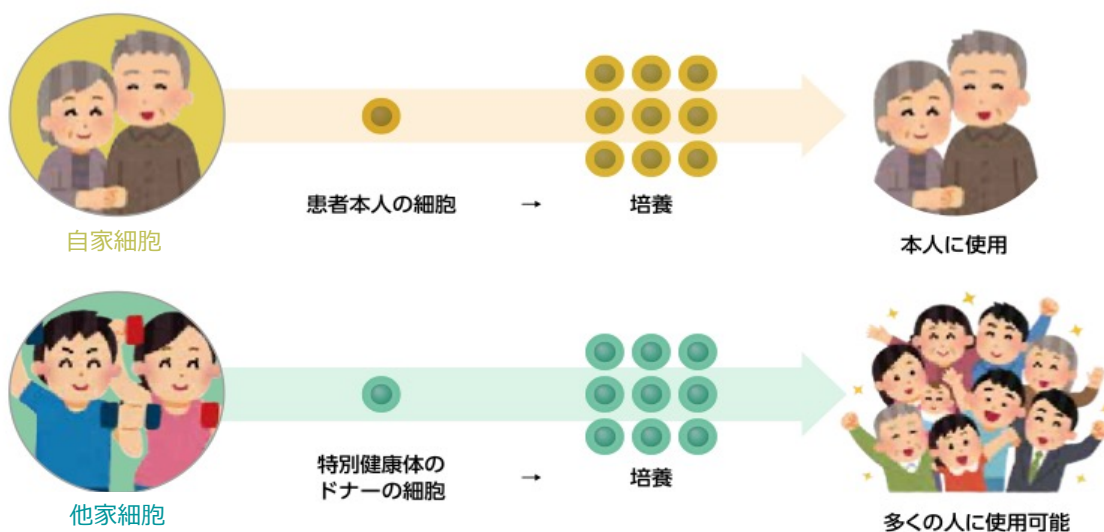 患者本人の細胞 → 培養
自家細胞
本人に使用
特別健康体の
ドナーの細胞 → 培養
他家細胞
多くの人に使用可能